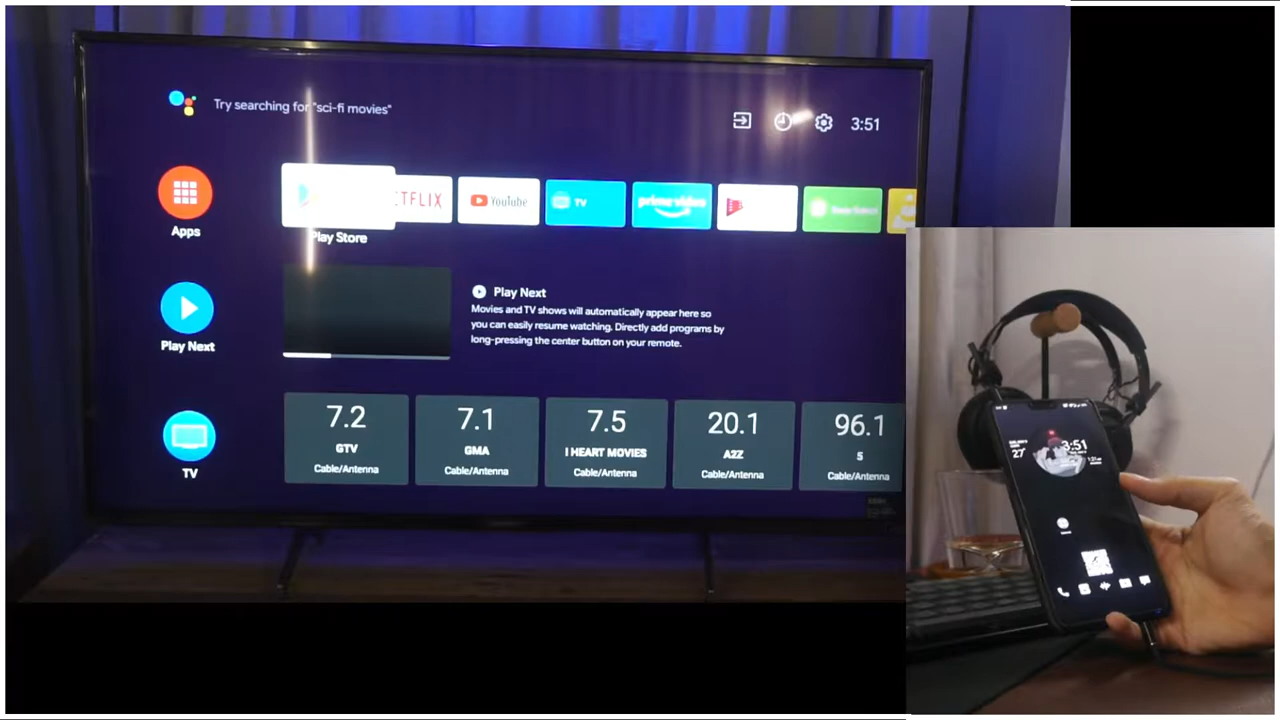 Try searching for "sci-fi movies"
3:51
Apps
NETFLIX
YouTube
TV
prime video
Play Store
Play Next
Movies and TV shows will automatically appear here so
you can easily resume watching. Directly add programs by
long-pressing the center button on your remote.
Play Next
TV
7.2
GTV
Cable/Antenna
7.1
GMA
Cable/Antenna
7.5
I HEART MOVIES
Cable/Antenna
20.1
A2Z
Cable/Antenna
96.1
5
Cable/Antenna
3:51
27